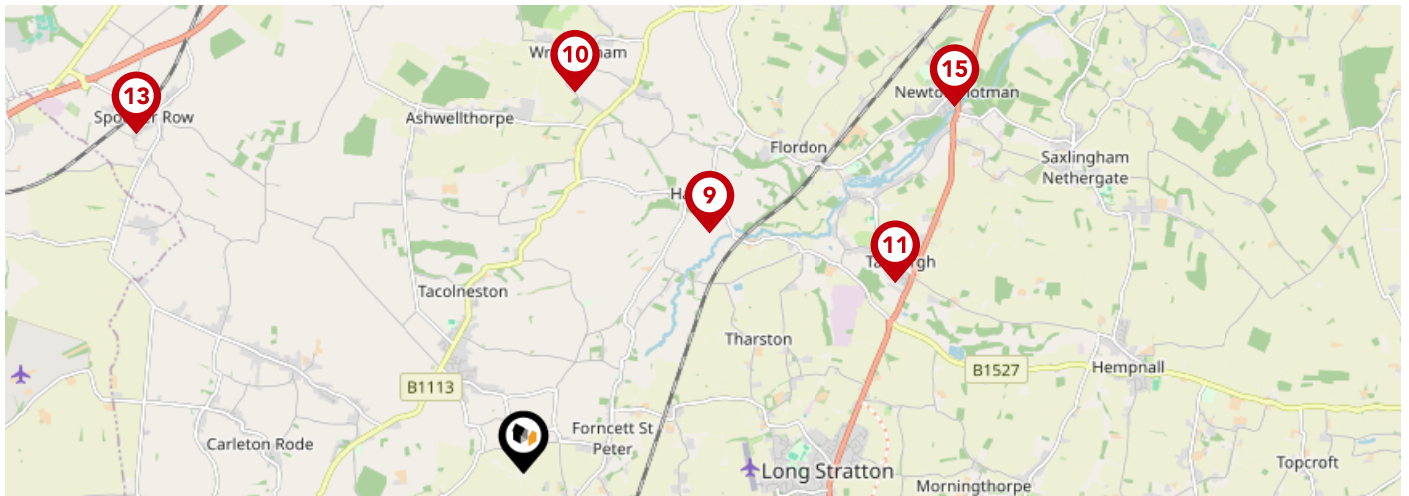 10
15
13
Ashwellthorpe
Flordon
Saxlingham
Nethergate
9
11
Tacolneston
Tharston
B1527
Hempnall
B1113
Forncett St
Peter
Carleton Rode
Long Stratton
Topcroft
Morningthorpe